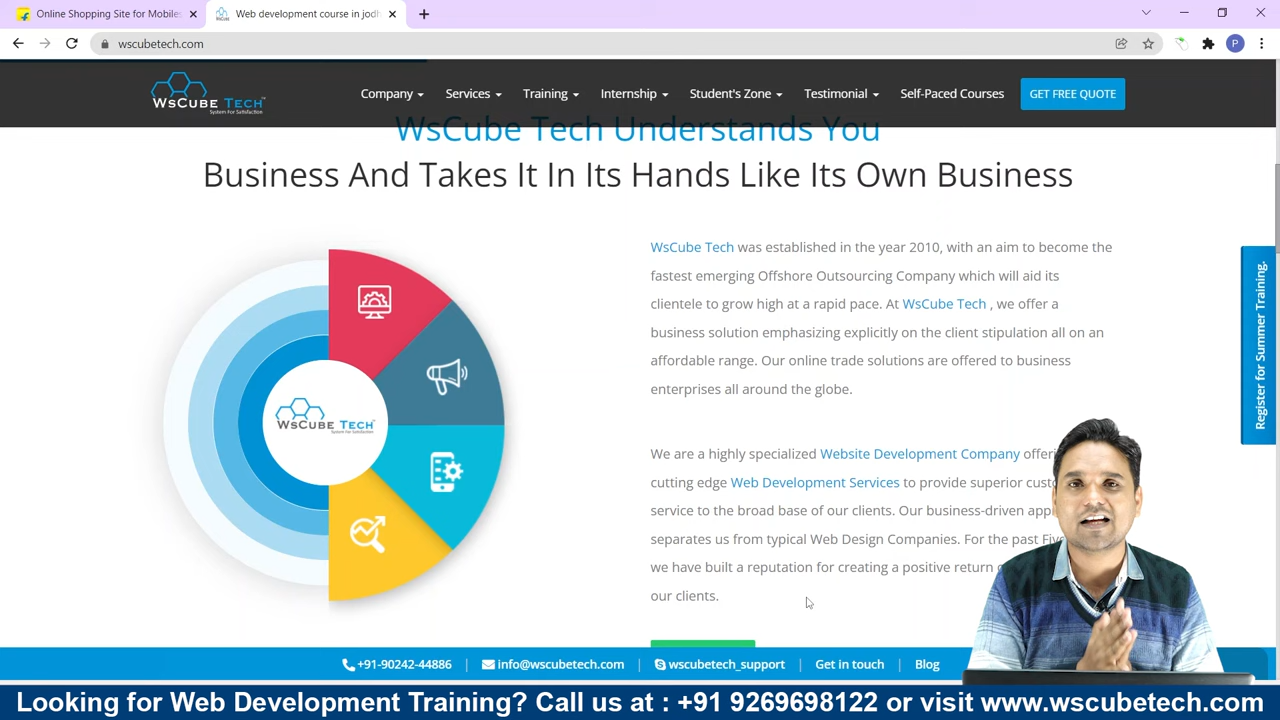 Online Shopping Site for Mobiles
Web development course in jodh
wscubetech.com
P
WSCUBE TECH
System For Satisfaction
Company
Services
Training
Internship
Student's Zone
Testimonial
Self-Paced Courses
GET FREE QUOTE
WsCube Tech Understands You
Business And Takes It In Its Hands Like Its Own Business
WsCube Tech was established in the year 2010, with an aim to become the
fastest emerging Offshore Outsourcing Company which will aid its
clientele to grow high at a rapid pace. At WsCube Tech , we offer a
business solution emphasizing explicitly on the client stipulation all on an
affordable range. Our online trade solutions are offered to business
enterprises all around the globe.
Register for Summer Training.
WSCUBE TECH
System For Satisfaction
We are a highly specialized Website Development Company
cutting edge Web Development Services to provide superior
service to the broad base of our clients. Our business-driven
separates us from typical Web Design Companies. For the past
we have built a reputation for creating a positive return
our clients.
+91-90242-44886
info@wscubetech.com
wscubetech_support
Get in touch
Blog
Looking for Web Development Training? Call us at : +91 9269698122 or visit www.wscubetech.com